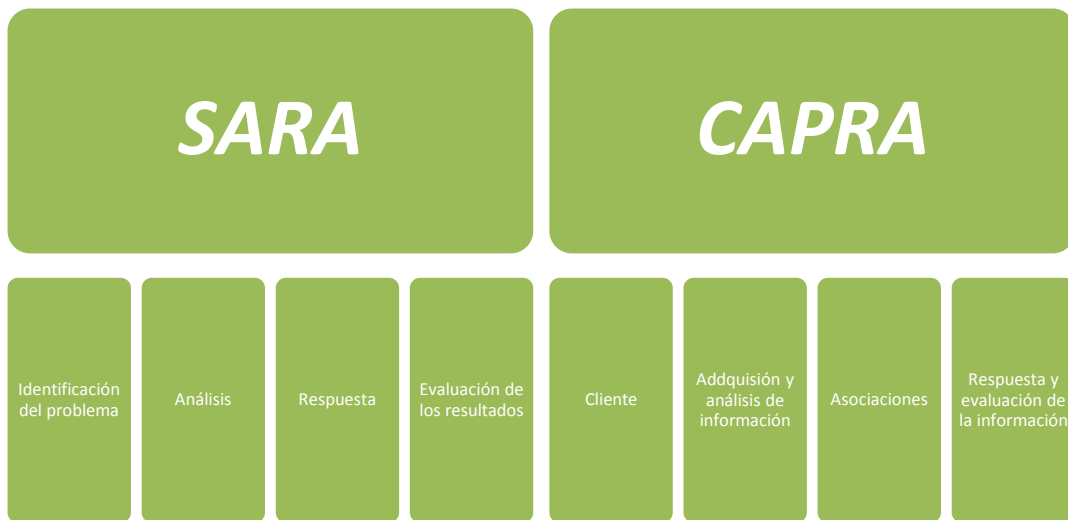 SARA
CAPRA
Identificación
del problema
Análisis
Respuesta
Evaluación de
los resultados
Cliente
Addquisión y
análisis de
información
Asociaciones
Respuesta y
evaluación de
la información